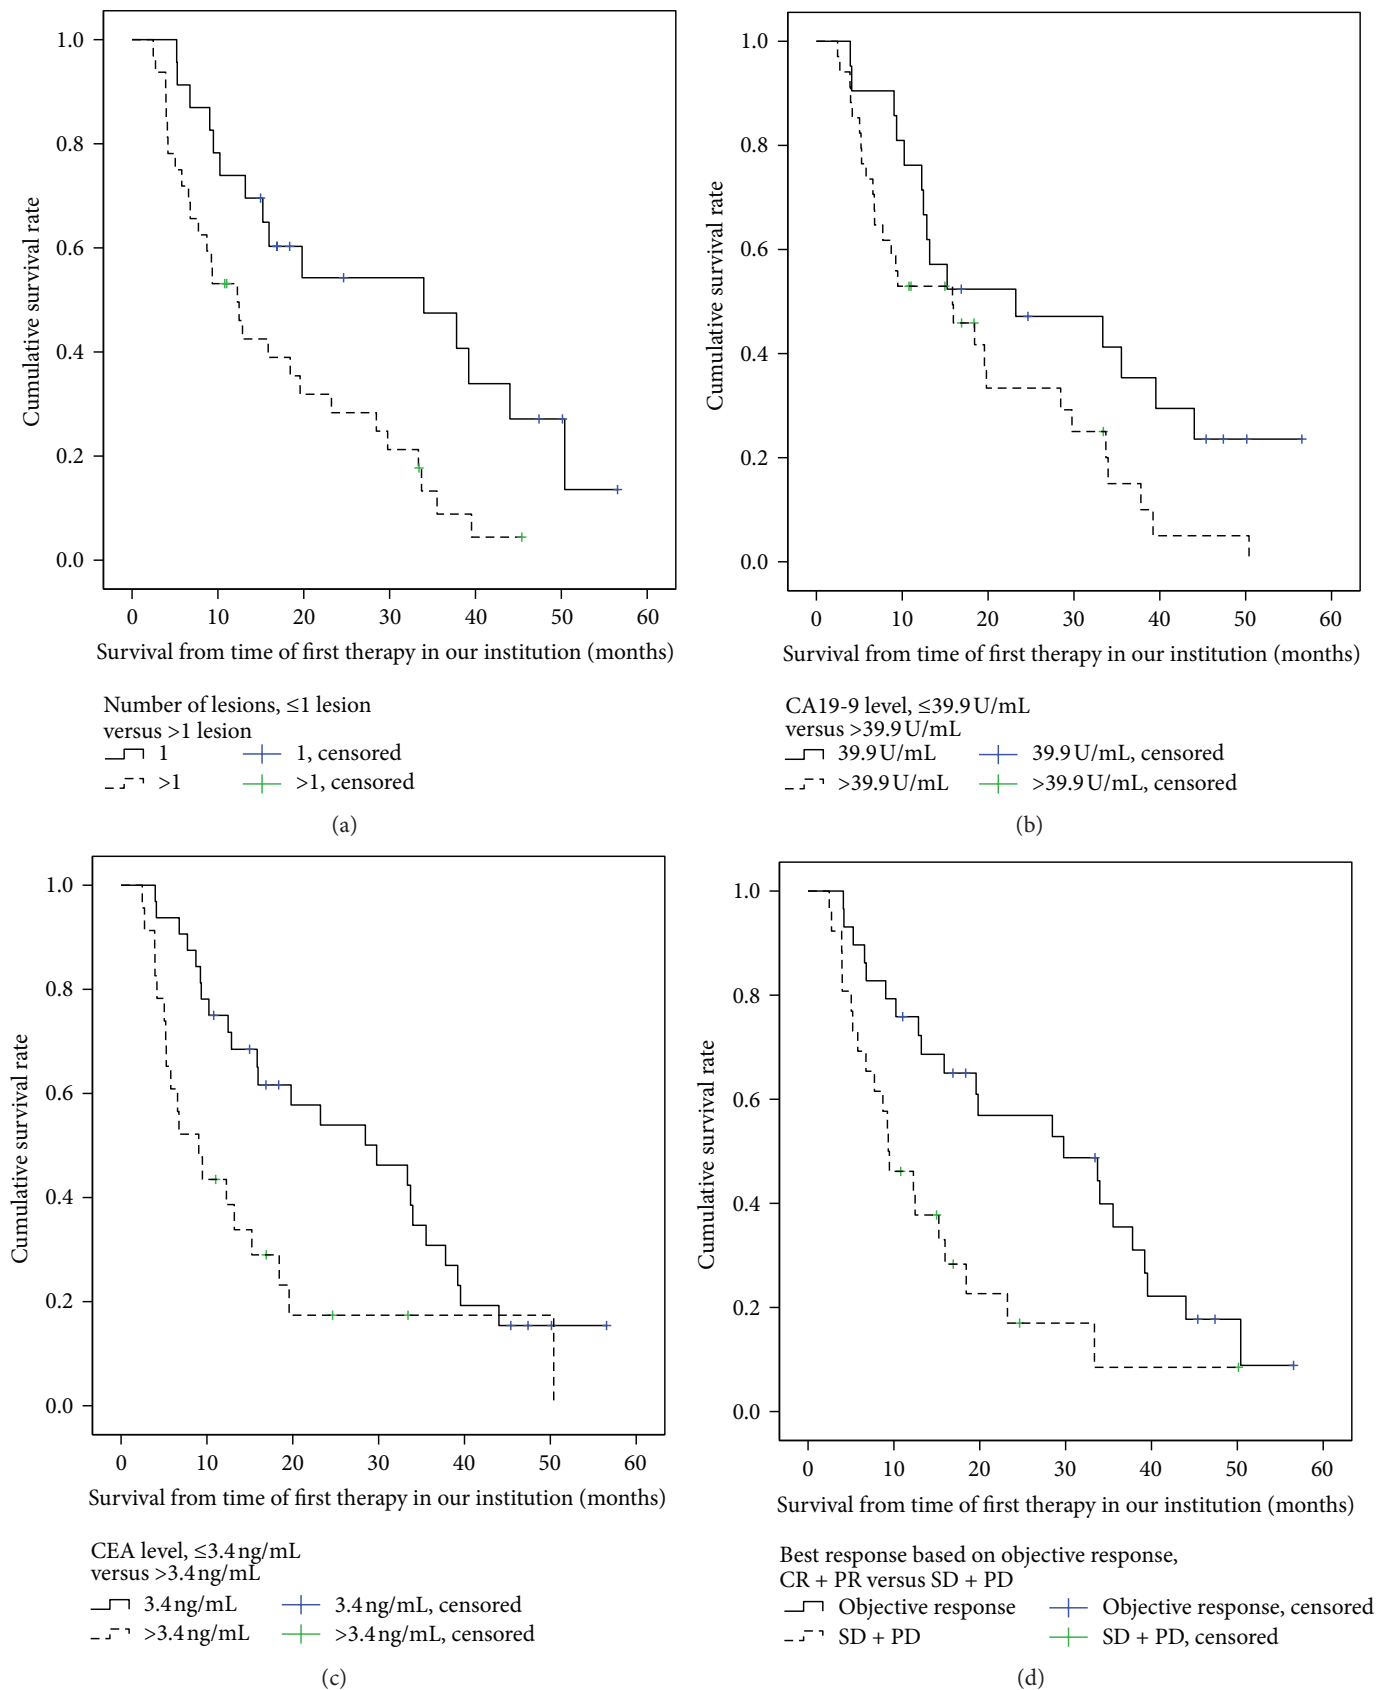 1.0
0.8
0.6
0.4
0.2
0.0
Cumulative survival rate
0 10 20 30 40 50 60
Survival from time of first therapy in our institution (months)
Number of lesions, ≤1 lesion
versus >1 lesion
1 1, censored
>1 >1, censored
(a)
1.0
0.8
0.6
0.4
0.2
0.0
Cumulative survival rate
0 10 20 30 40 50 60
Survival from time of first therapy in our institution (months)
CA19-9 level, ≤39.9 U/mL
versus >39.9 U/mL
39.9 U/mL 39.9 U/mL, censored
>39.9 U/mL >39.9 U/mL, censored
(b)
1.0
0.8
0.6
0.4
0.2
0.0
Cumulative survival rate
0 10 20 30 40 50 60
Survival from time of first therapy in our institution (months)
CEA level, ≤3.4 ng/mL
versus >3.4 ng/mL
3.4 ng/mL 3.4 ng/mL, censored
>3.4 ng/mL >3.4 ng/mL, censored
(c)
1.0
0.8
0.6
0.4
0.2
0.0
Cumulative survival rate
0 10 20 30 40 50 60
Survival from time of first therapy in our institution (months)
Best response based on objective response,
CR + PR versus SD + PD
Objective response Objective response, censored
SD + PD SD + PD, censored
(d)